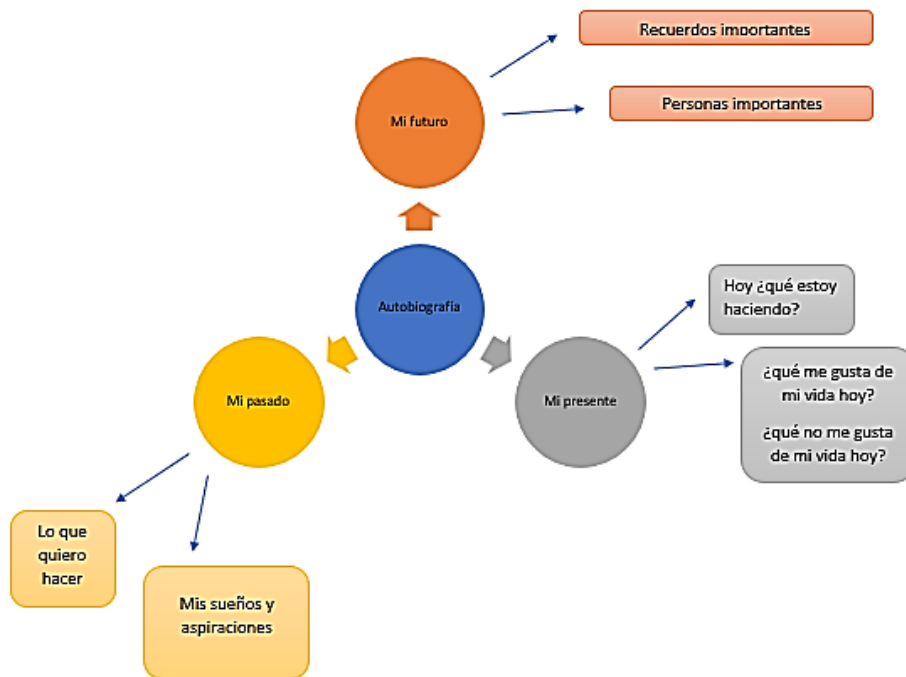 Recuerdos importantes
Mi futuro
Personas importantes
Autobiografía
Hoy ¿qué estoy
haciendo?
Mi pasado
Mi presente
¿qué me gusta de
mi vida hoy?
¿qué no me gusta
de mi vida hoy?
Lo que
quiero
hacer
Mis sueños y
aspiraciones